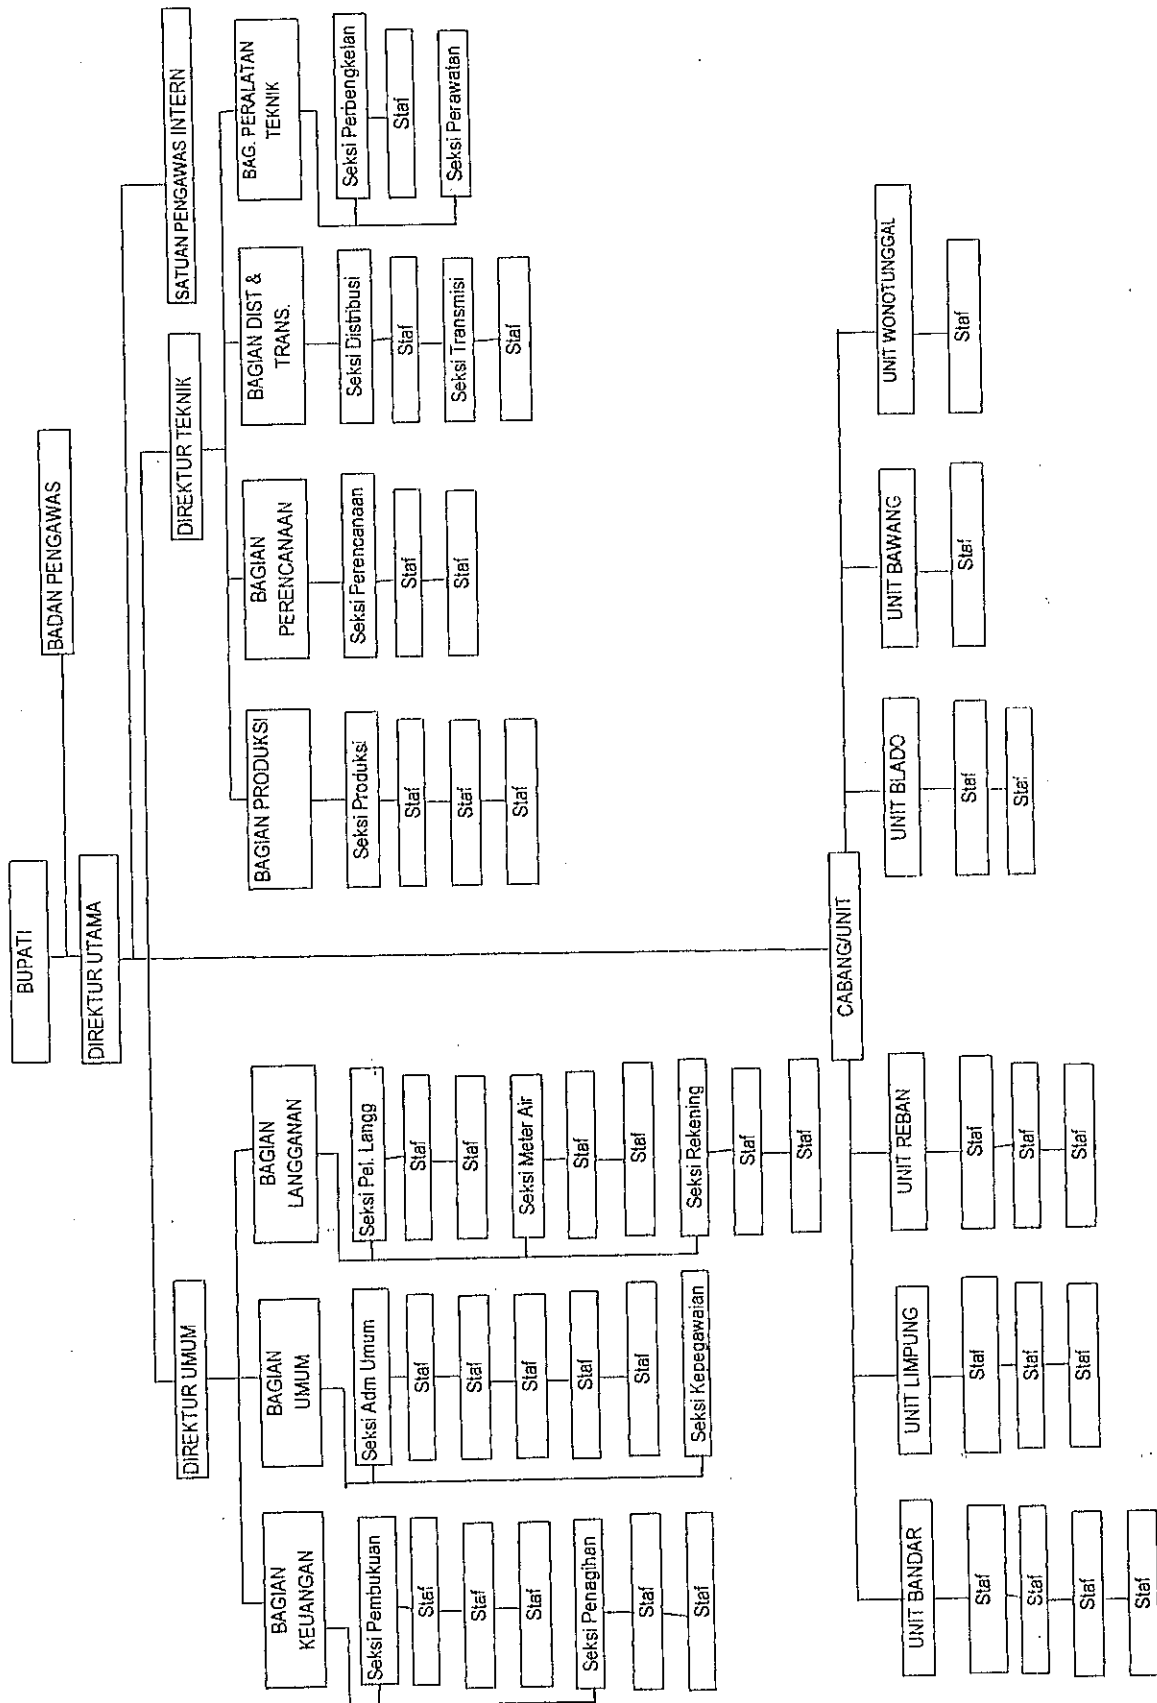 BUPATI
BADAN PENGAWAS
DIREKTUR UTAMA
SATUAN PENGAWAS INTERN
DIREKTUR UMUM
DIREKTUR TEKNIK
BAGIAN
KEUANGAN
Seksi Pembukuan
Staf
Staf
Staf
Seksi Penagihan
Staf
Staf
BAGIAN
UMUM
Seksi Adm Umum
Staf
Staf
Staf
Staf
Staf
Seksi Kepegawaian
BAGIAN
LANGGANAN
Seksi Pel. Langg
Staf
Staf
Seksi Meter Air
Staf
Staf
Seksi Rekening
Staf
Staf
BAGIAN PRODUKSI
Seksi Produksi
Staf
Staf
Staf
BAGIAN
PERENCANAAN
Seksi Perencanaan
Staf
Staf
BAGIAN DIST &
TRANS.
Seksi Distribusi
Staf
Seksi Transmisi
Staf
BAG. PERALATAN
TEKNIK
Seksi Perbengkelan
Staf
Seksi Perawatan
CABANG/UNIT
UNIT BANDAR
Staf
Staf
Staf
Staf
UNIT LIMPUNG
Staf
Staf
Staf
UNIT REBAN
Staf
Staf
Staf
UNIT BLADO
Staf
Staf
UNIT BAWANG
Staf
UNIT WONOTUNGGAL
Staf